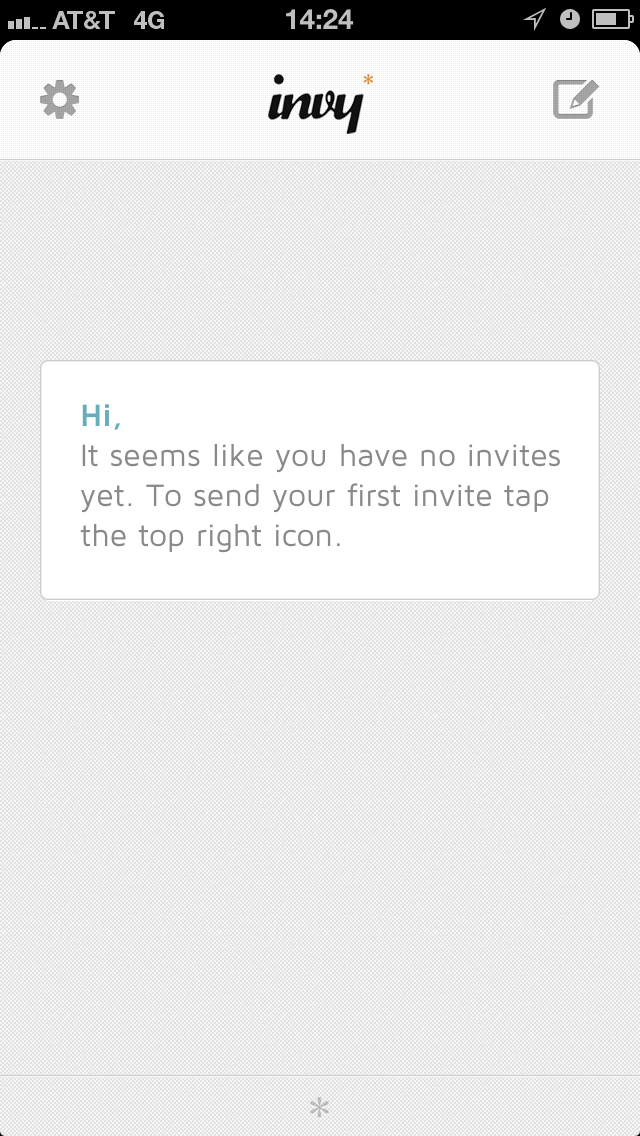 AT&T 4G 14:24
invy*
Hi,
It seems like you have no invites
yet. To send your first invite tap
the top right icon.
*